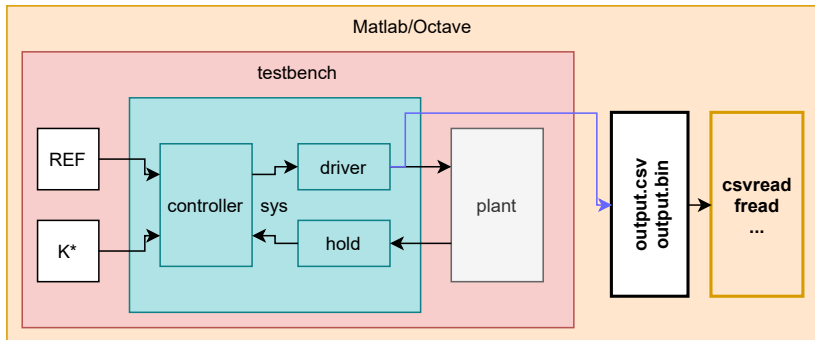 Matlab/Octave
testbench
REF
K*
controller
sys
driver
hold
plant
output.csv
output.bin
csvread
fread
...